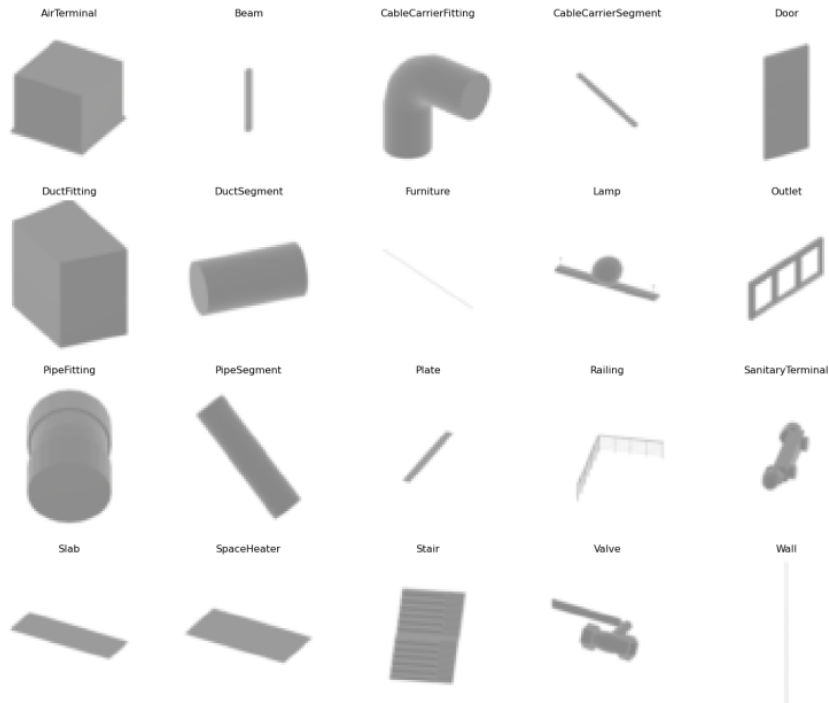 AirTerminal Beam CableCarrierFitting CableCarrierSegment Door
DuctFitting DuctSegment Furniture Lamp Outlet
PipeFitting PipeSegment Plate Railing SanitaryTerminal
Slab SpaceHeater Stair Valve Wall